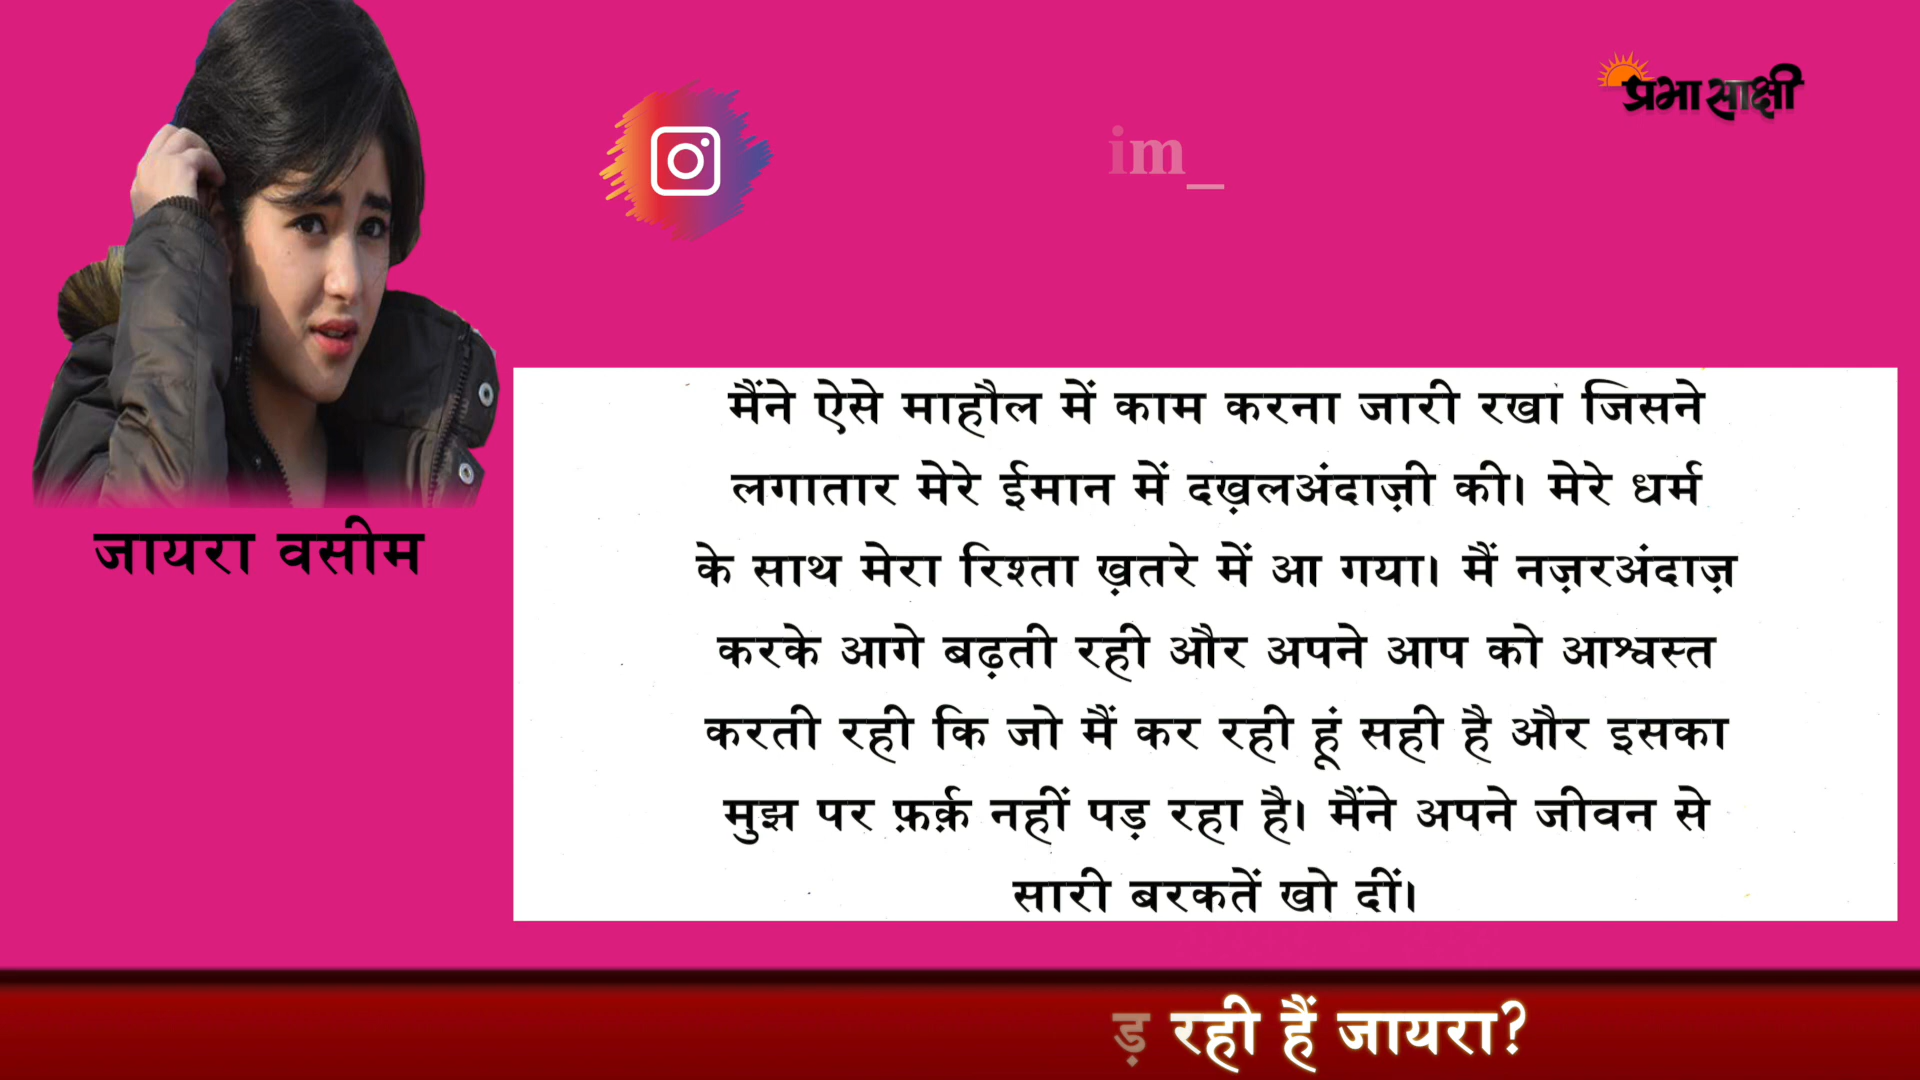 प्रभासाक्षी
im_
मैंने ऐसे माहौल में काम करना जारी रखा जिसने
लगातार मेरे ईमान में दख़लअंदाज़ी की। मेरे धर्म
के साथ मेरा रिश्ता ख़तरे में आ गया। मैं नज़रअंदाज़
करके आगे बढ़ती रही और अपने आप को आश्वस्त
करती रही कि जो मैं कर रही हूं सही है और इसका
मुझ पर फ़र्क़ नहीं पड़ रहा है। मैंने अपने जीवन से
सारी बरकतें खो दीं।
जायरा वसीम
ड़ रही हैं जायरा?